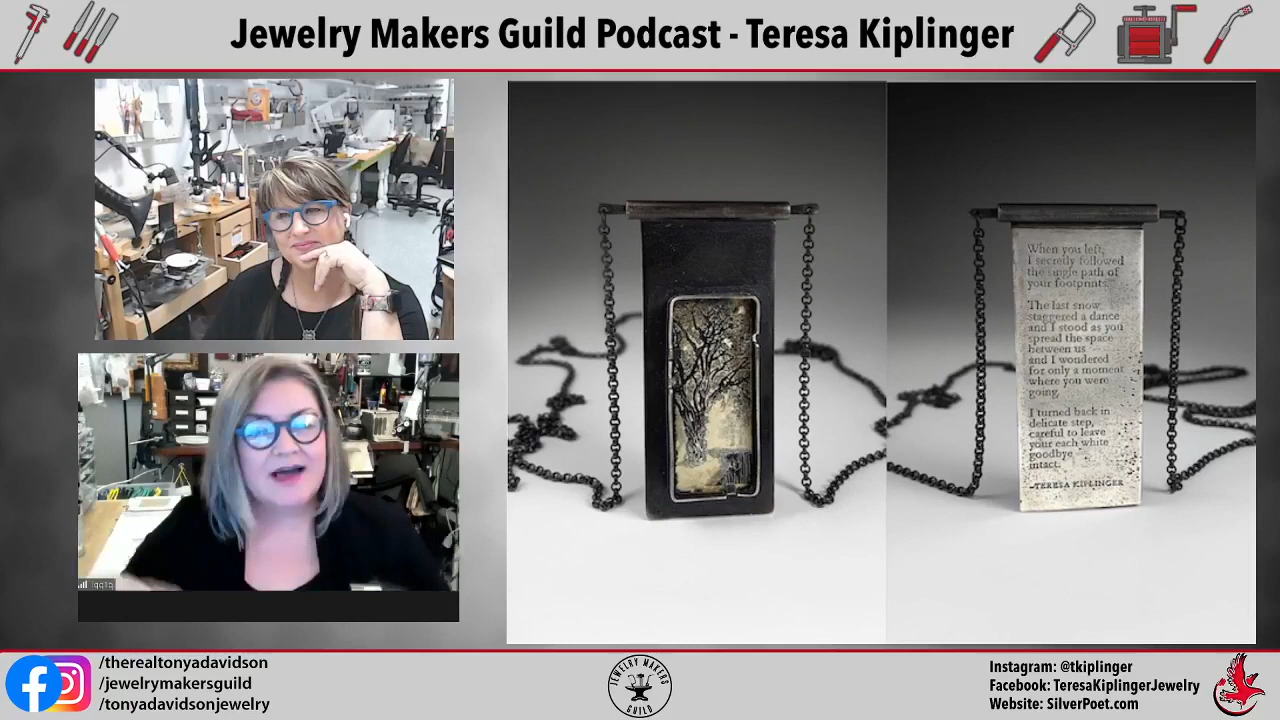 Jewelry Makers Guild Podcast - Teresa Kiplinger
When you left,
I secretly followed
the single path of
your footprints.
The last snow
staggered a dance
and I stood as you
spread the space
between us
and I wondered
for only a moment
where you were
going.
I turned back in
delicate step,
careful to leave
your each white
goodbye
intact.
-TERESA KIPLINGER
/therealtonyadavidson
/jewelrymakersguild
/tonyadavidsonjewelry
JEWELRY MAKERS
GUILD
Instagram: @tkiplinger
Facebook: TeresaKiplingerJewelry
Website: SilverPoet.com